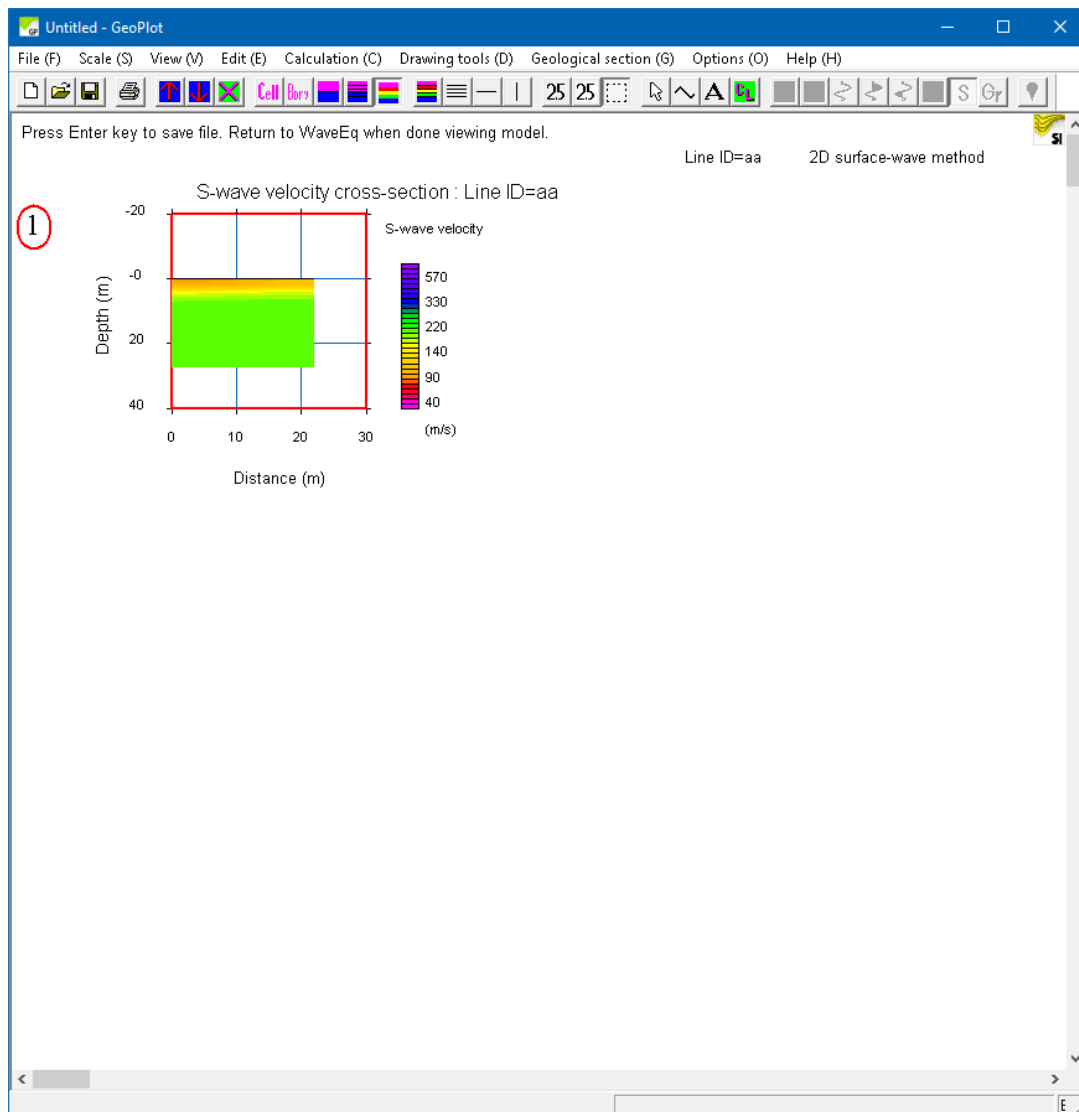 GP Untitled - GeoPlot
File (F) Scale (S) View (V) Edit (E) Calculation (C) Drawing tools (D) Geological section (G) Options (O) Help (H)
Cell Bory 25 25 A S Gr
Press Enter key to save file. Return to WaveEq when done viewing model.
SI
Line ID=aa 2D surface-wave method
S-wave velocity cross-section : Line ID=aa
1
-20
-0
20
40
Depth (m)
0 10 20 30
Distance (m)
S-wave velocity
570
330
220
140
90
40
(m/s)
E